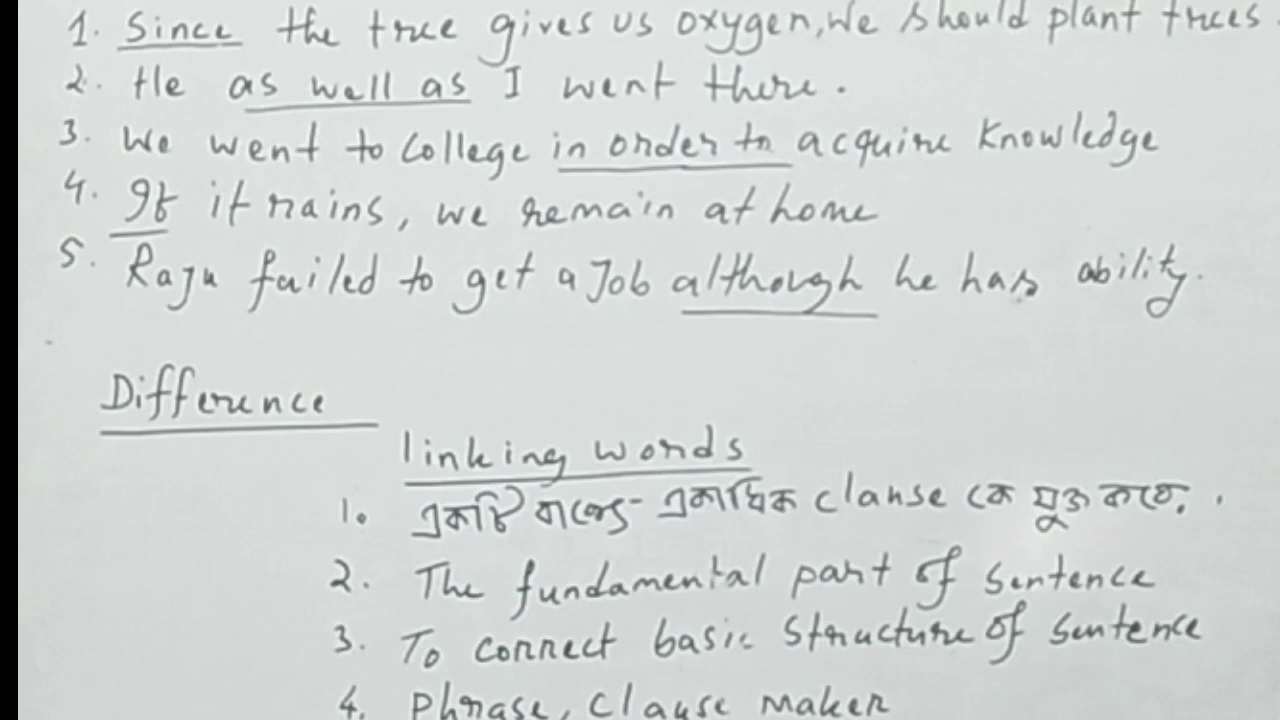 1. Since the tree gives us oxygen, We should plant trees.
2. He as well as I went there.
3. We went to College in order to acquire Knowledge
4. If it rains, we remain at home
5. Raju failed to get a Job although he has ability.
Difference
linking words
1. একটি বাক্যে একাধিক clause কে যুক্ত করে.
2. The fundamental part of Sentence
3. To correct basic Structure of Sentence
4. Phrase, Clause Maker